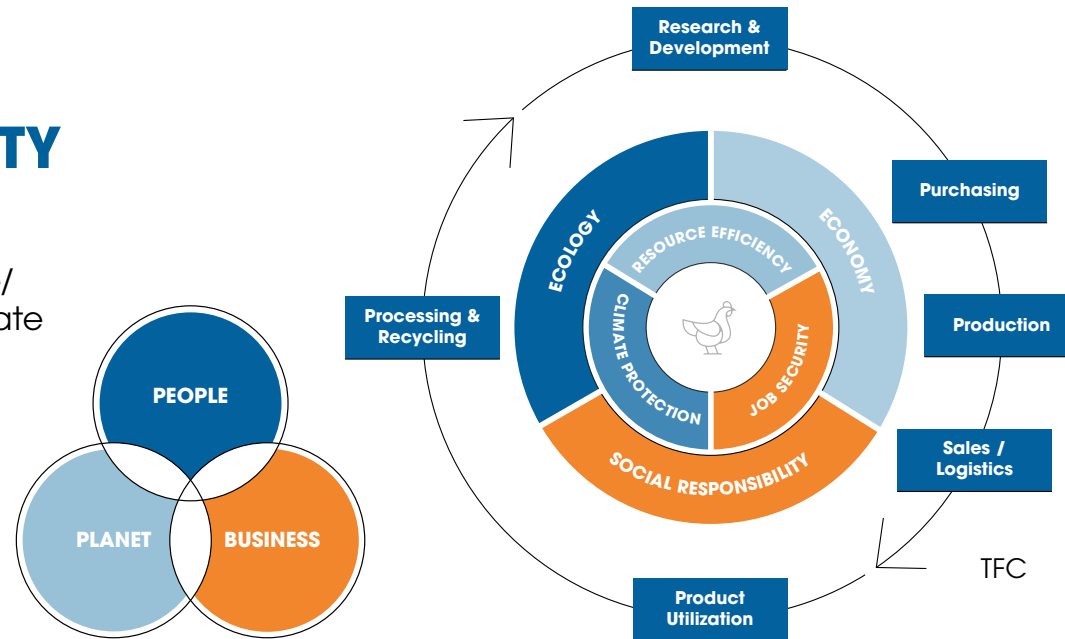 TY
/
ate
PEOPLE
PLANET
BUSINESS
Research &
Development
Purchasing
Production
Sales /
Logistics
TFC
Product
Utilization
Processing &
Recycling
ECOLOGY
ECONOMY
SOCIAL RESPONSIBILITY
RESOURCE EFFICIENCY
CLIMATE PROTECTION
JOB SECURITY